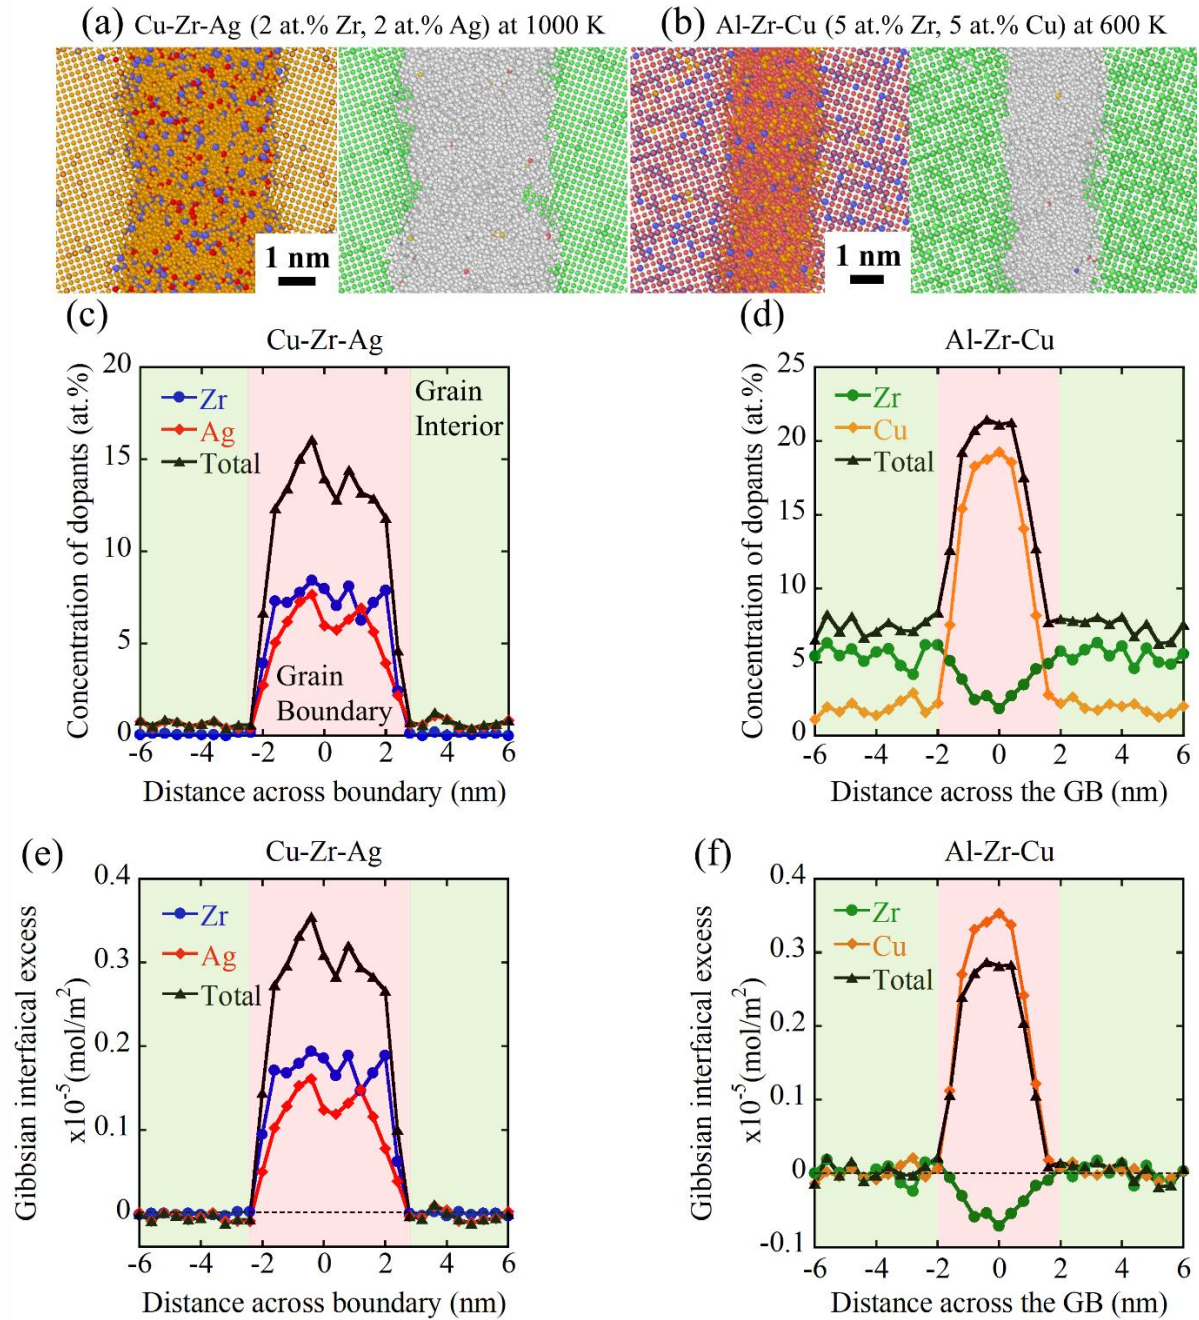 (a) Cu-Zr-Ag (2 at.% Zr, 2 at.% Ag) at 1000 K
(b) Al-Zr-Cu (5 at.% Zr, 5 at.% Cu) at 600 K
1 nm
1 nm
(c)
Cu-Zr-Ag
Concentration of dopants (at.%)
20
15
10
5
0
Zr
Ag
Total
Grain
Interior
Grain
Boundary
-6 -4 -2 0 2 4 6
Distance across boundary (nm)
(d)
Al-Zr-Cu
Concentration of dopants (at.%)
25
20
15
10
5
0
Zr
Cu
Total
-6 -4 -2 0 2 4 6
Distance across the GB (nm)
(e)
Cu-Zr-Ag
Gibbsian interfaical excess
x10-5 (mol/m2)
0.4
0.3
0.2
0.1
0
Zr
Ag
Total
-6 -4 -2 0 2 4 6
Distance across boundary (nm)
(f)
Al-Zr-Cu
Gibbsian interfaical excess
x10-5 (mol/m2)
0.4
0.3
0.2
0.1
0
-0.1
Zr
Cu
Total
-6 -4 -2 0 2 4 6
Distance across the GB (nm)